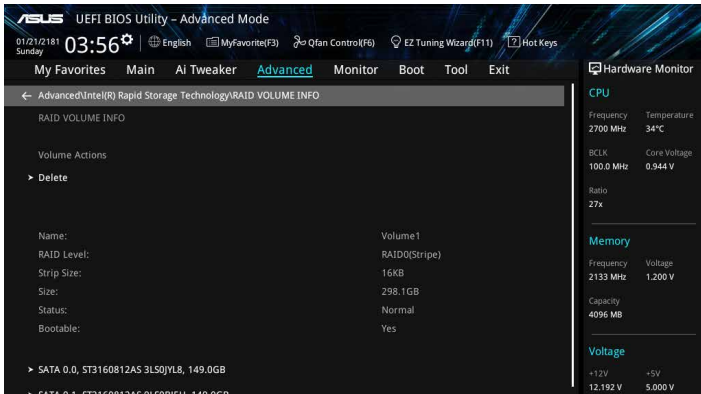 ASUS UEFI BIOS Utility – Advanced Mode
01/21/2181 Sunday 03:56 English MyFavorite(F3) Qfan Control(F6) EZ Tuning Wizard(F11) ? Hot Keys
My Favorites Main Ai Tweaker Advanced Monitor Boot Tool Exit
Hardware Monitor
← Advanced\Intel(R) Rapid Storage Technology\RAID VOLUME INFO
RAID VOLUME INFO
Volume Actions
> Delete
Name: Volume1
RAID Level: RAID0(Stripe)
Strip Size: 16KB
Size: 298.1GB
Status: Normal
Bootable: Yes
> SATA 0.0, ST3160812AS 3LS0JYL8, 149.0GB
CPU
Frequency Temperature
2700 MHz 34°C
BCLK Core Voltage
100.0 MHz 0.944 V
Ratio
27x
Memory
Frequency Voltage
2133 MHz 1.200 V
Capacity
4096 MB
Voltage
+12V +5V
12.192 V 5.000 V